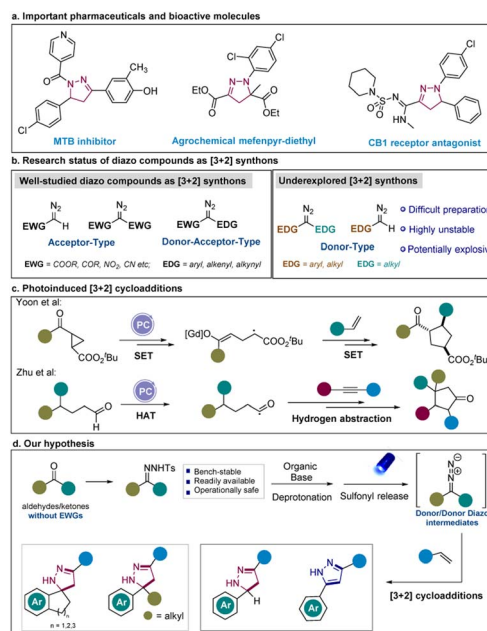 a. Important pharmaceuticals and bioactive molecules
N
O
N
N
CH3
OH
Cl
MTB inhibitor
Cl
Cl
N
N
EtO
Me
O
O
OEt
Agrochemical mefenpyr-diethyl
Cl
N
S
O
O
N
N
N
HN
CB1 receptor antagonist
b. Research status of diazo compounds as [3+2] synthons
Well-studied diazo compounds as [3+2] synthons
N2
EWG
H
N2
EWG
EWG
N2
EWG
EDG
Acceptor-Type
Donor-Acceptor-Type
EWG = COOR, COR, NO2, CN etc;
EDG = aryl, alkenyl, alkynyl
Underexplored [3+2] synthons
N2
EDG
EDG
N2
EDG
H
Donor-Type
EDG = aryl, alkyl
EDG = alkyl
Difficult preparation
Highly unstable
Potentially explosive
c. Photoinduced [3+2] cycloadditions
Yoon et al:
O
CO2tBu
PC
SET
[Gd]
O
CO2tBu
SET
O
CO2tBu
Zhu et al:
O
H
PC
HAT
O
Hydrogen abstraction
O
d. Our hypothesis
O
aldehydes/ketones
without EWGs
NNHTs
Bench-stable
Readily available
Operationally safe
Organic
Base
Deprotonation
Sulfonyl release
N
N
Donor/Donor Diazo
intermediates
[3+2] cycloadditions
N
HN
Ar
n = 1,2,3
N
HN
Ar
= alkyl
N
HN
Ar
H
N
HN
Ar